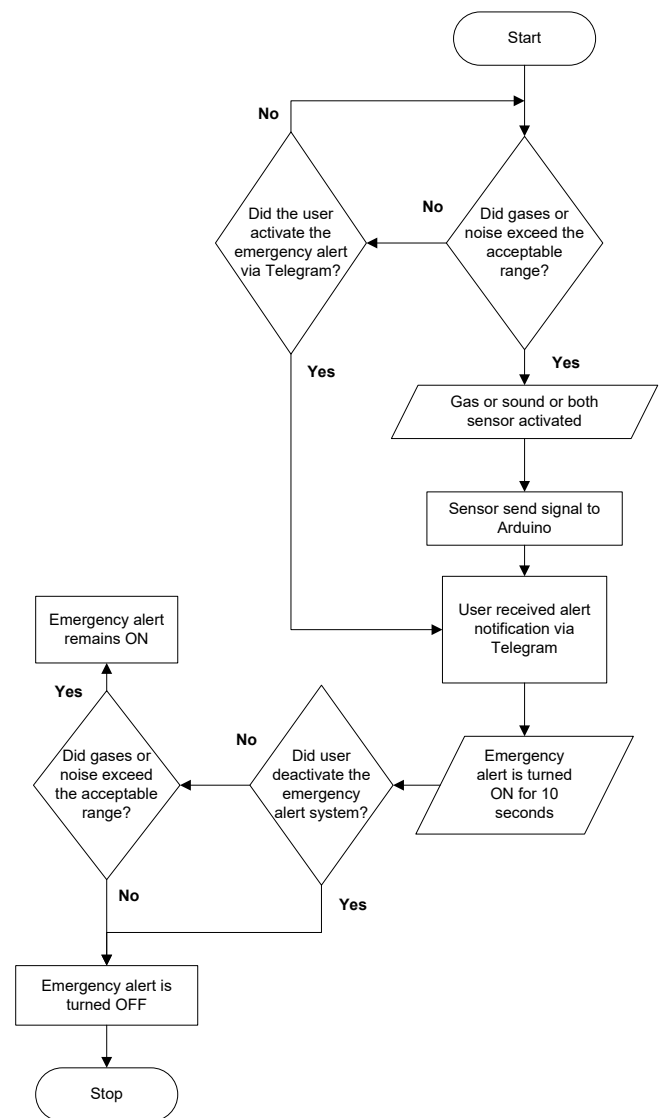 Start
No
Did gases or
noise exceed the
acceptable
range?
No
Did the user
activate the
emergency alert
via Telegram?
Yes
Yes
Gas or sound or both
sensor activated
Sensor send signal to
Arduino
User received alert
notification via
Telegram
Emergency
alert is turned
ON for 10
seconds
Did user
deactivate the
emergency
alert system?
No
Yes
Did gases or
noise exceed
the acceptable
range?
Yes
Emergency alert
remains ON
No
Emergency alert is
turned OFF
Stop